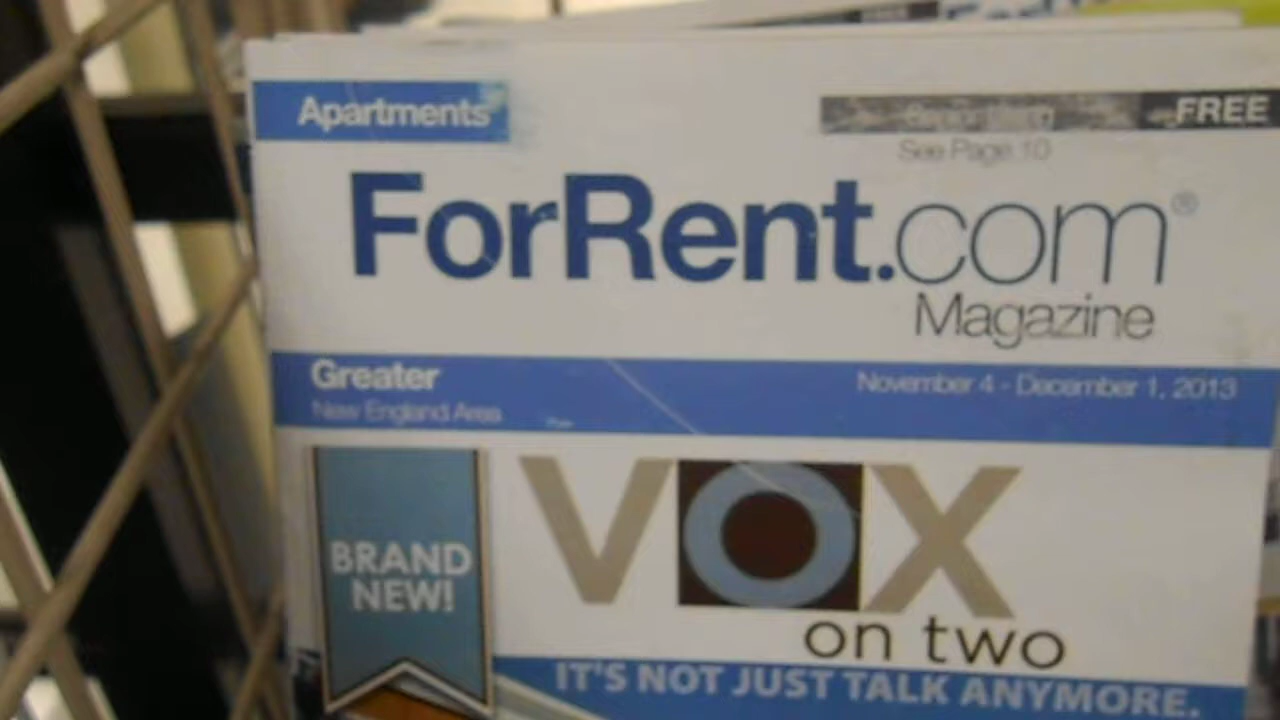 Apartments
FREE
See Page 10
ForRent.com®
Magazine
Greater
New England Area
November 4 - December 1, 2013
BRAND
NEW!
VOX
on two
IT'S NOT JUST TALK ANYMORE.